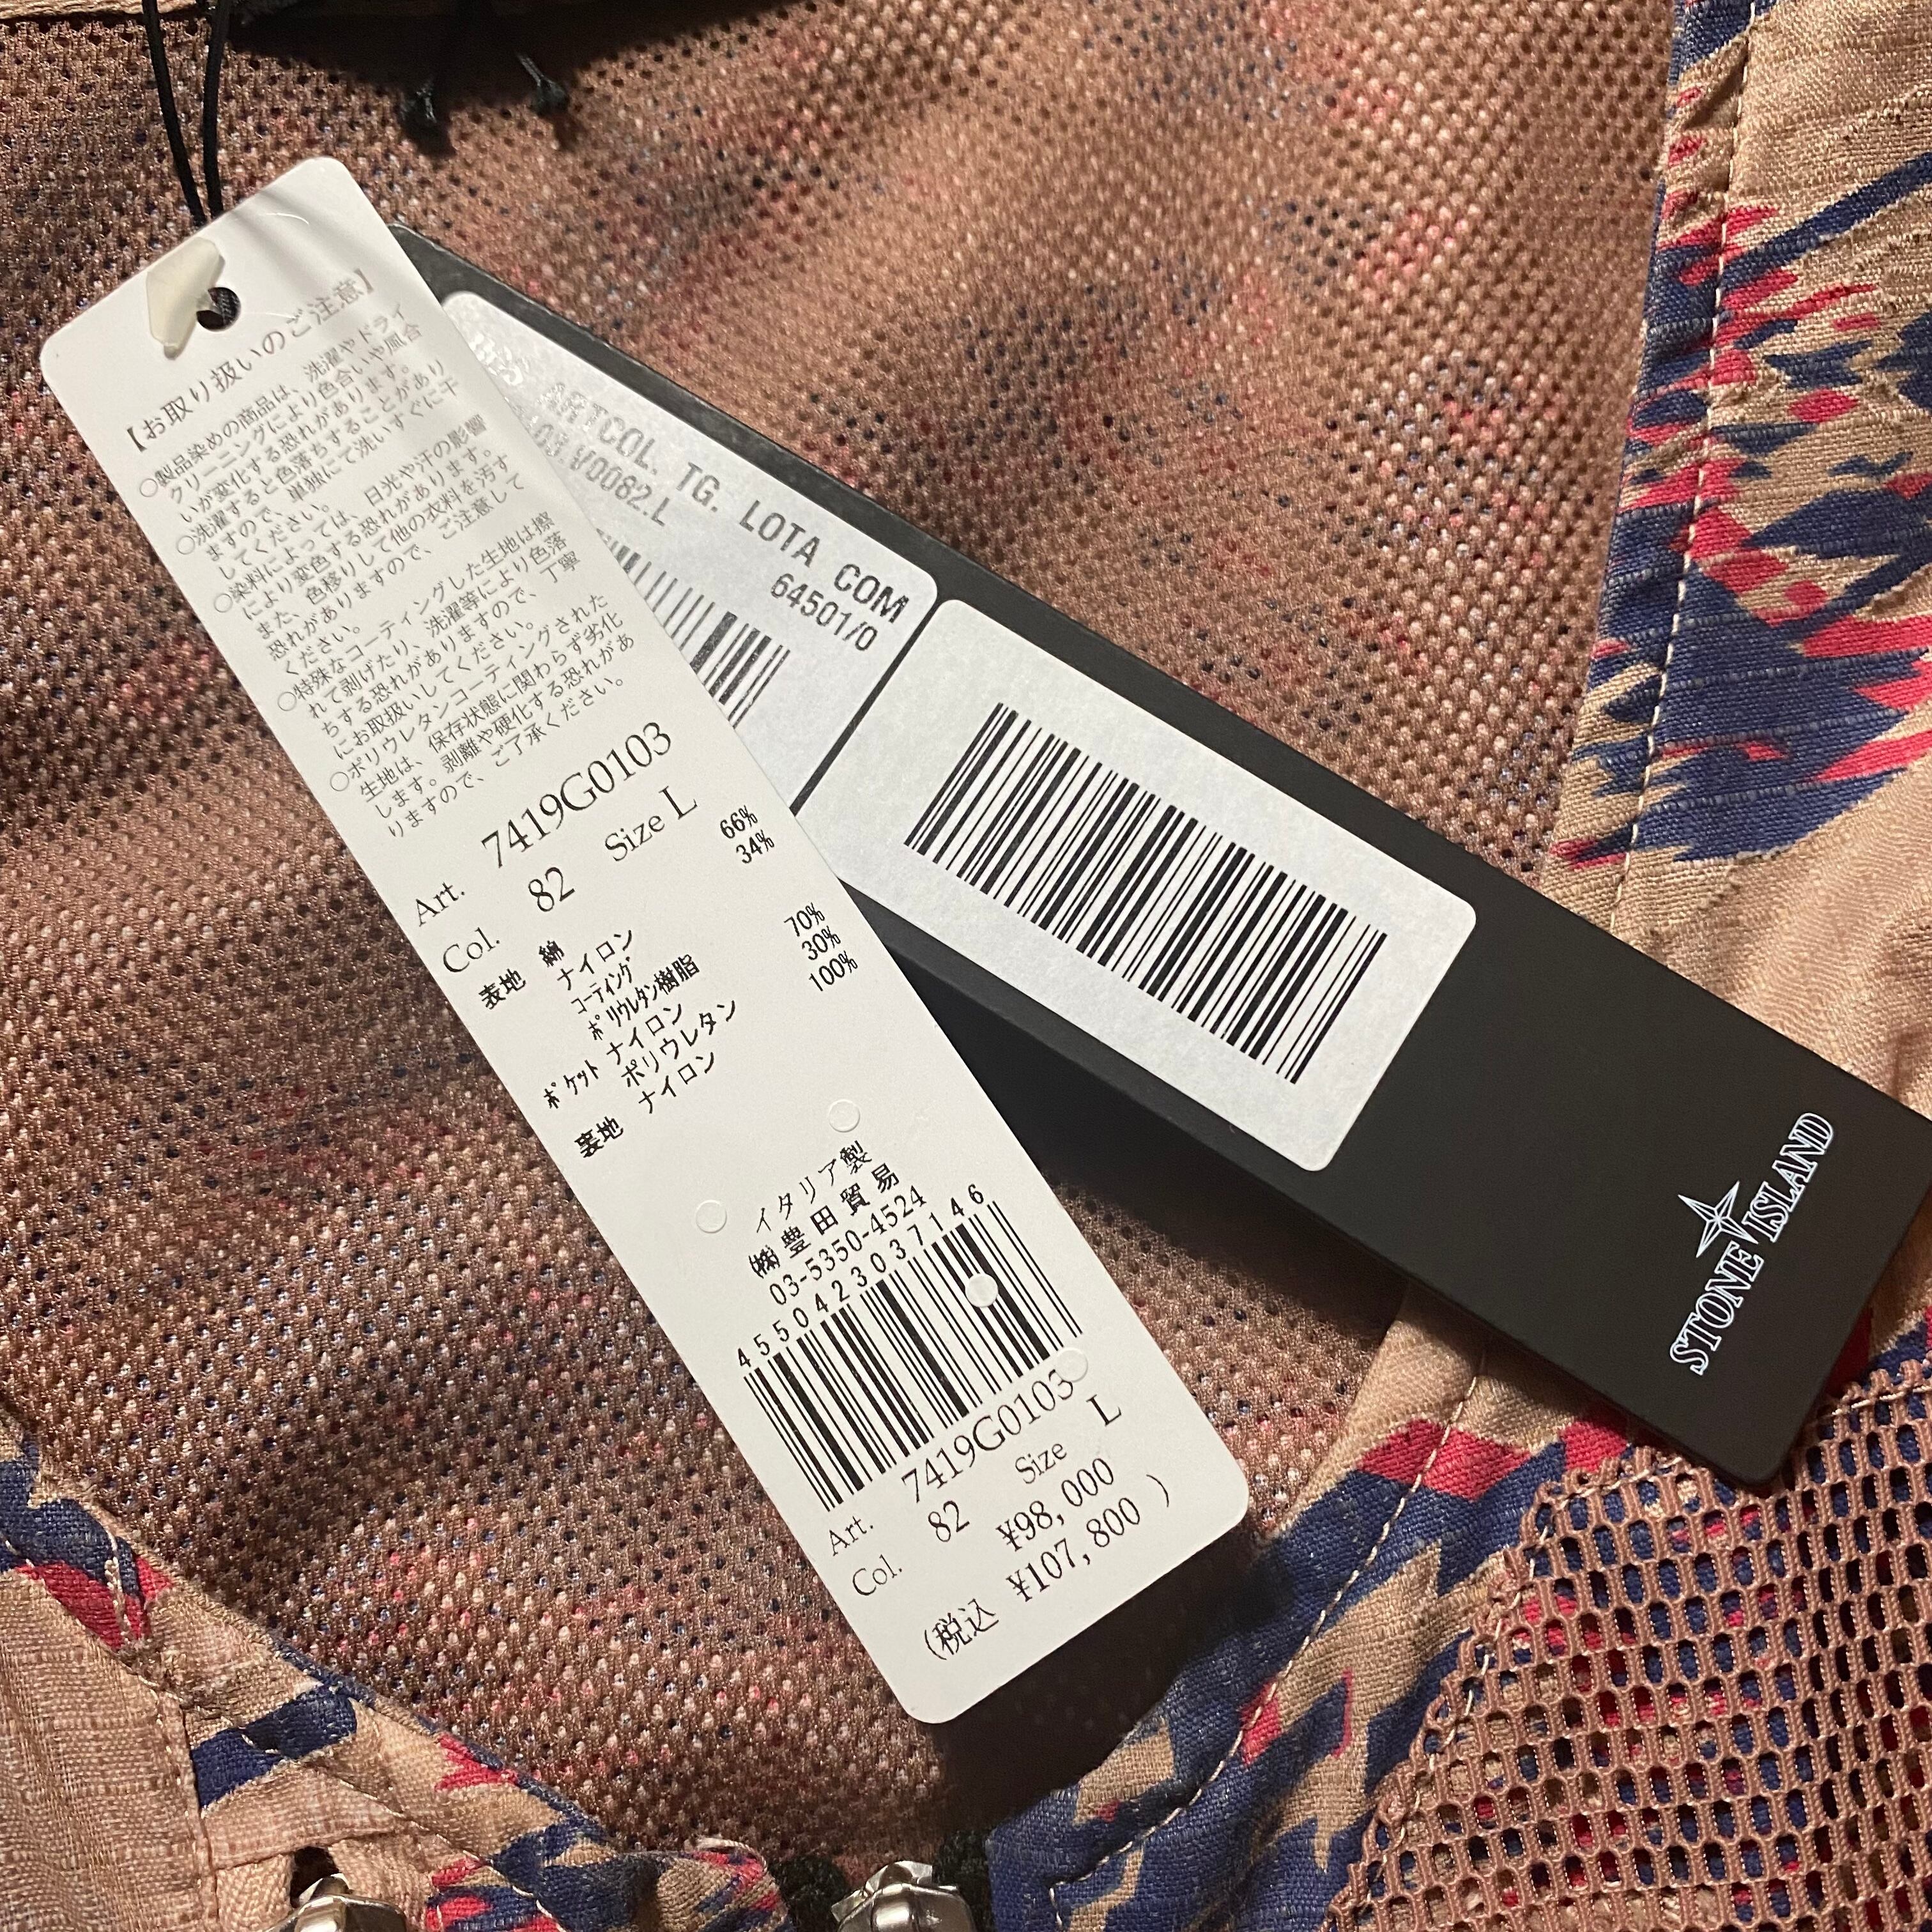 【お取り扱いのご注意】
○製品染めの商品は、洗濯やドライ
クリーニングにより色合いや風合
いが変化する恐れがあります。
○洗濯すると色落ちすることがあり
ますので、単独にて洗いすぐに干
してください。
○染料によっては、日光や汗の影響
により変色する恐れがあります。
また、色移りして他の衣料を汚す
恐れがありますので、ご注意して
ください。
○特殊なコーティングした生地は擦
れて剥げたり、洗濯等により色落
ちする恐れがありますので、丁寧
にお取扱いしてください。
○ポリウレタンコーティングされた
生地は、保存状態に関わらず劣化
します。剥離や硬化する恐れがあ
りますので、ご了承ください。
Art. 7419G0103
Col. 82 Size L
表地 綿 66%
ナイロン 34%
コーティング
ポリウレタン樹脂
ポケット ナイロン 70%
ポリウレタン 30%
裏地 ナイロン 100%
イタリア製
㈱豊田貿易
03-5350-4524
4550423037146
Art. 7419G0103
Col. 82 Size L
¥98,000
(税込 ¥107,800 )
ARTCOL. TG. LOTA COM
03.V0082.L 64501/0
STONE ISLAND